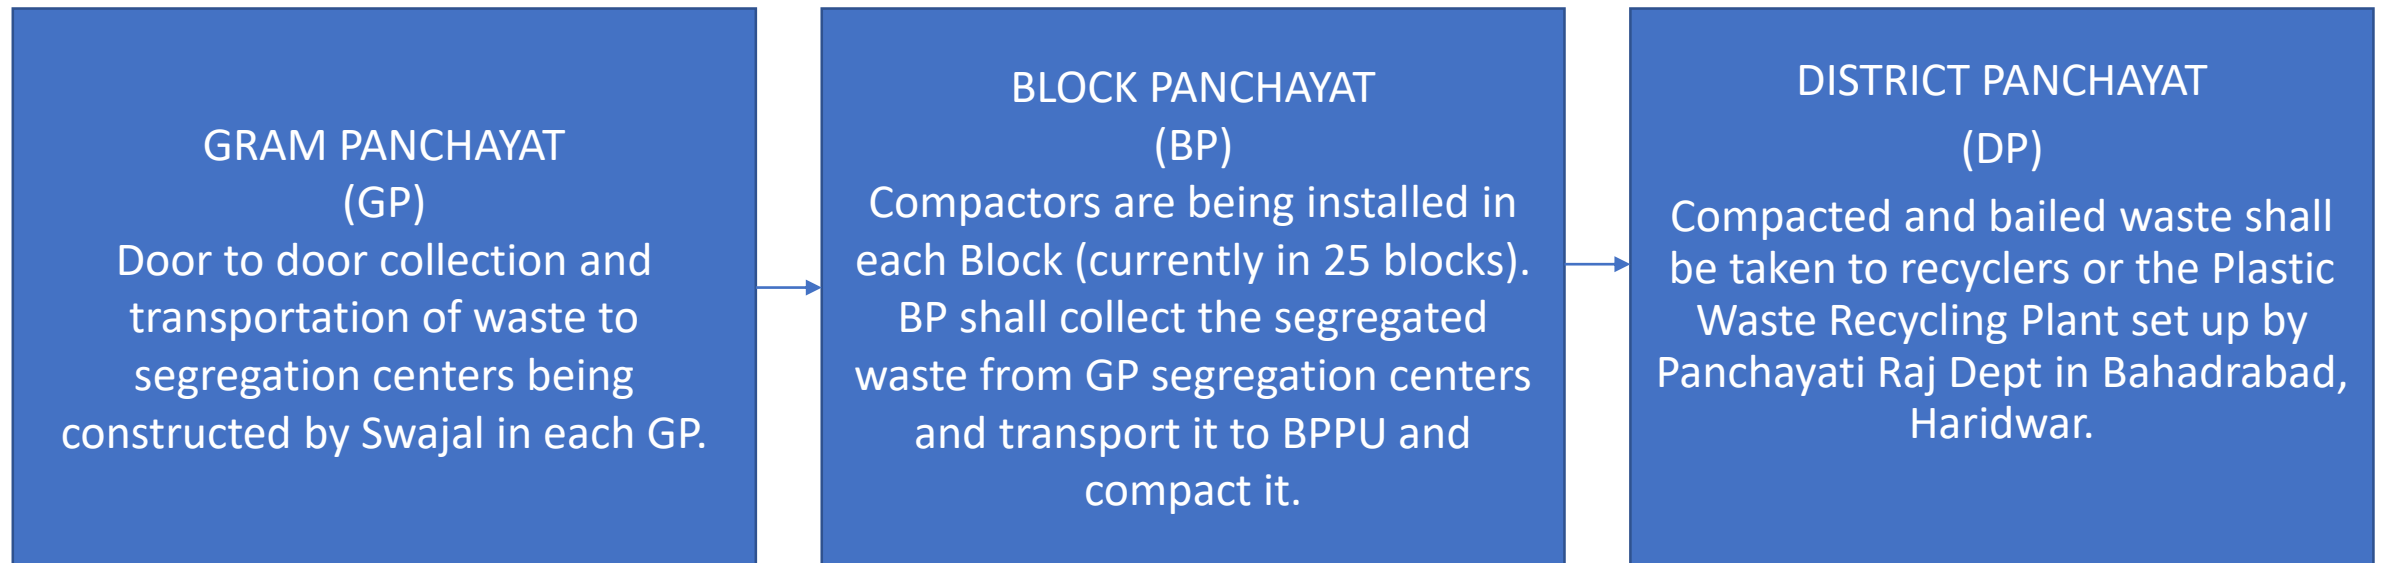 GRAM PANCHAYAT
(GP)
Door to door collection and
transportation of waste to
segregation centers being
constructed by Swajal in each GP.
BLOCK PANCHAYAT
(BP)
Compactors are being installed in
each Block (currently in 25 blocks).
BP shall collect the segregated
waste from GP segregation centers
and transport it to BPPU and
compact it.
DISTRICT PANCHAYAT
(DP)
Compacted and bailed waste shall
be taken to recyclers or the Plastic
Waste Recycling Plant set up by
Panchayati Raj Dept in Bahadrabad,
Haridwar.